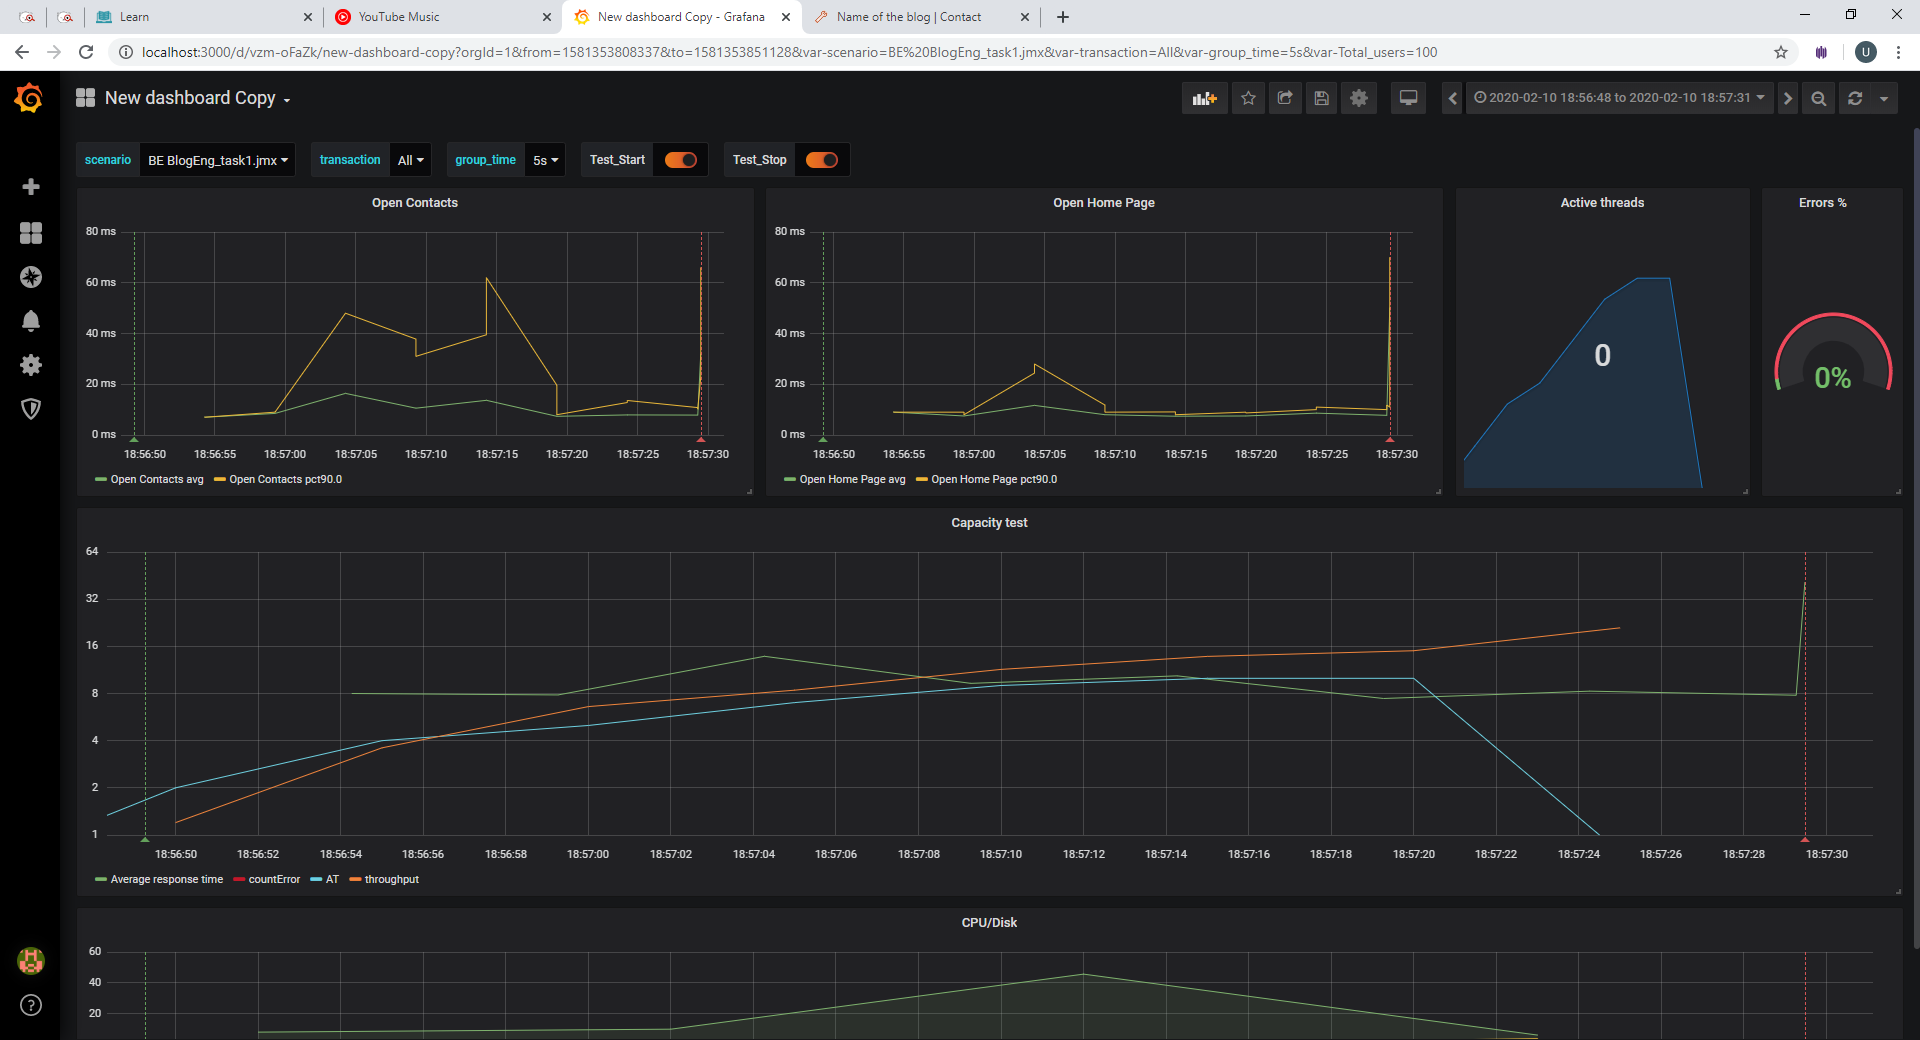 Learn
YouTube Music
New dashboard Copy - Grafana
Name of the blog | Contact
localhost:3000/d/vzm-oFaZk/new-dashboard-copy?orgId=1&from=1581353808337&to=1581353851128&var-scenario=BE%20BlogEng_task1.jmx&var-transaction=All&var-group_time=5s&var-Total_users=100
U
New dashboard Copy
2020-02-10 18:56:48 to 2020-02-10 18:57:31
scenario BE BlogEng_task1.jmx transaction All group_time 5s Test_Start Test_Stop
Open Contacts
80 ms
60 ms
40 ms
20 ms
0 ms
18:56:50 18:56:55 18:57:00 18:57:05 18:57:10 18:57:15 18:57:20 18:57:25 18:57:30
Open Contacts avg Open Contacts pct90.0
Open Home Page
80 ms
60 ms
40 ms
20 ms
0 ms
18:56:50 18:56:55 18:57:00 18:57:05 18:57:10 18:57:15 18:57:20 18:57:25 18:57:30
Open Home Page avg Open Home Page pct90.0
Active threads
0
Errors %
0%
Capacity test
64
32
16
8
4
2
1
18:56:50 18:56:52 18:56:54 18:56:56 18:56:58 18:57:00 18:57:02 18:57:04 18:57:06 18:57:08 18:57:10 18:57:12 18:57:14 18:57:16 18:57:18 18:57:20 18:57:22 18:57:24 18:57:26 18:57:28 18:57:30
Average response time countError AT throughput
CPU/Disk
60
40
20